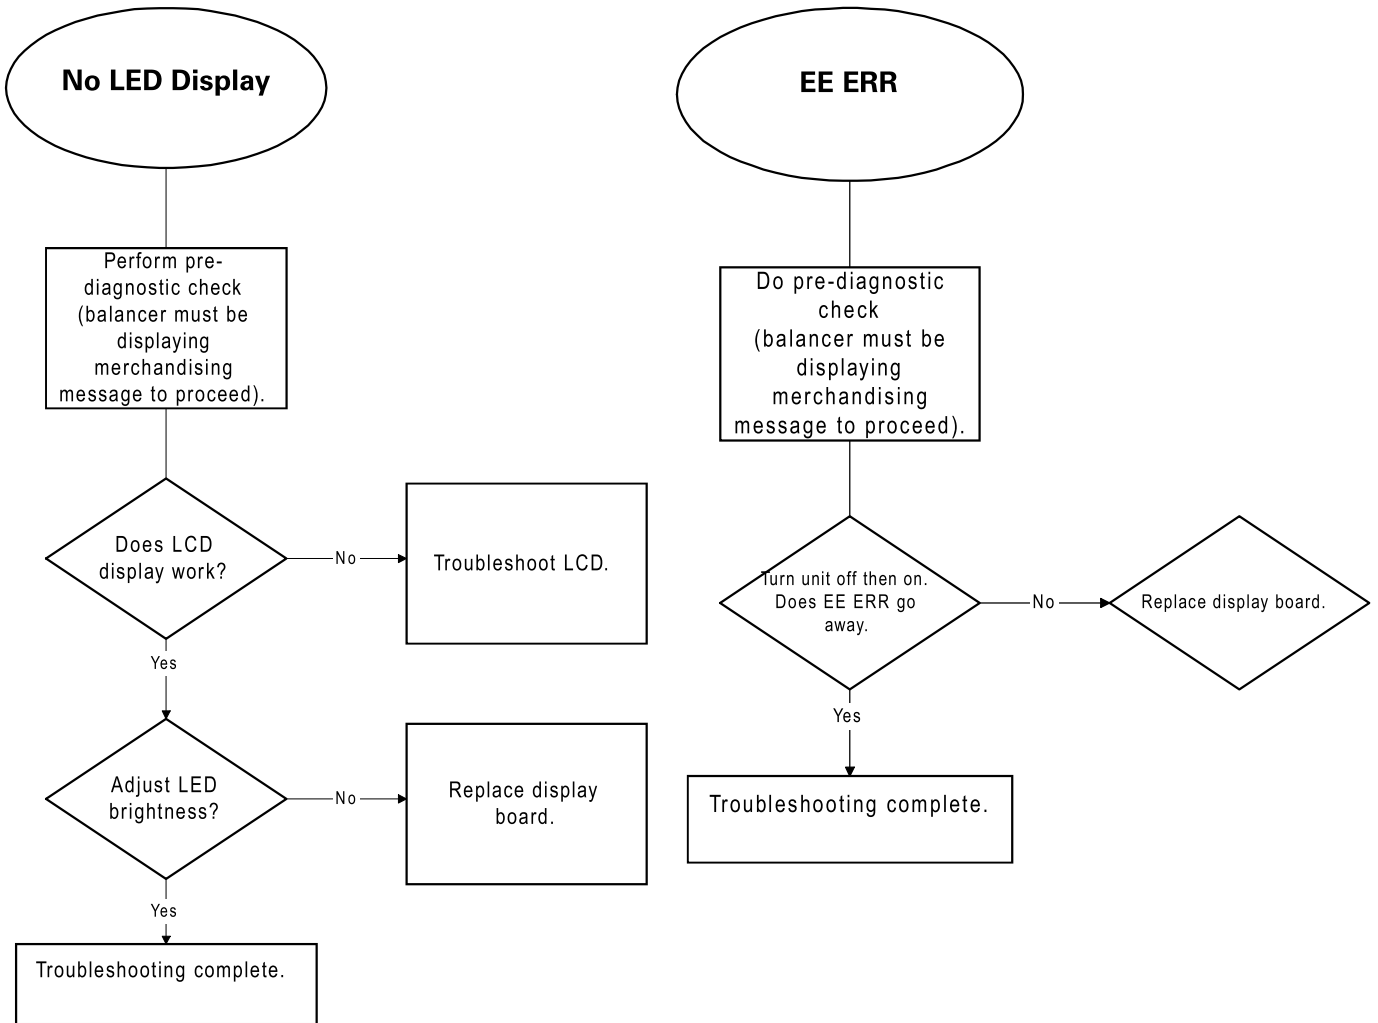 No LED Display
Perform pre-
diagnostic check
(balancer must be
displaying
merchandising
message to proceed).
Does LCD
display work?
No
Troubleshoot LCD.
Yes
Adjust LED
brightness?
No
Replace display
board.
Yes
Troubleshooting complete.
EE ERR
Do pre-diagnostic
check
(balancer must be
displaying
merchandising
message to proceed).
Turn unit off then on.
Does EE ERR go
away.
No
Replace display board.
Yes
Troubleshooting complete.